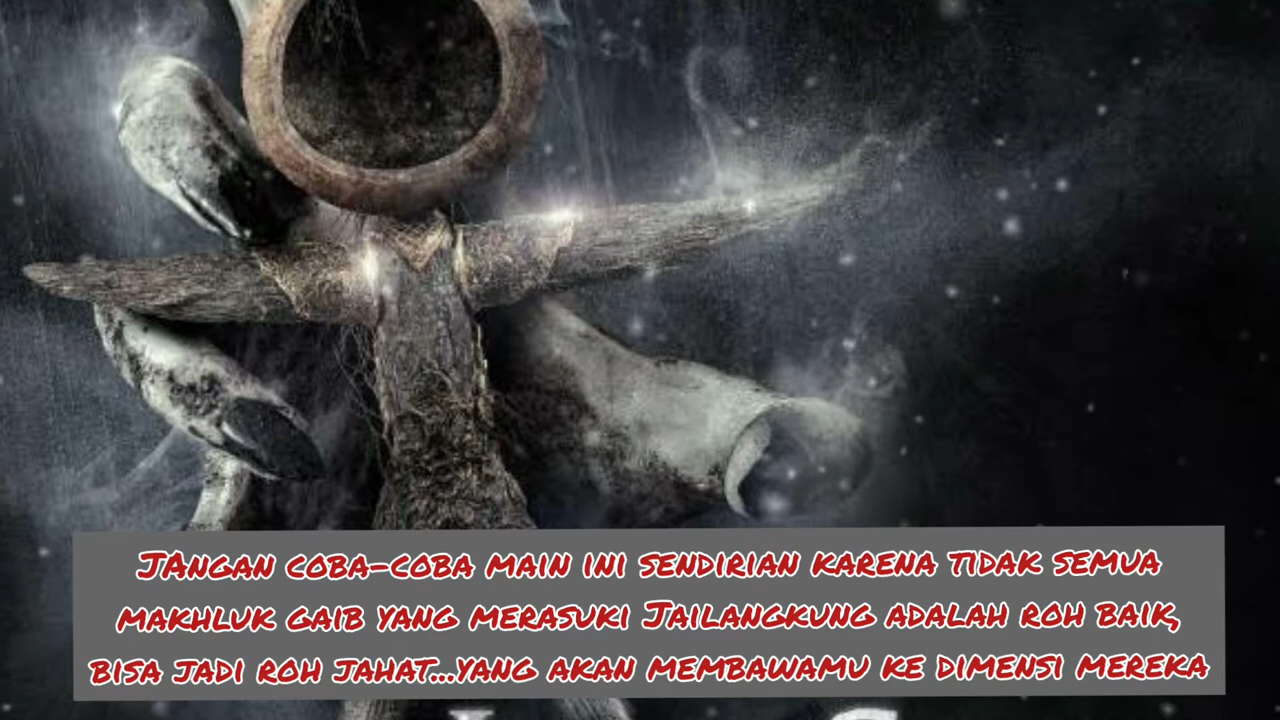 JANGAN COBA-COBA MAIN INI SENDIRIAN KARENA TIDAK SEMUA
MAKHLUK GAIB YANG MERASUKI JAILANGKUNG ADALAH ROH BAIK,
BISA JADI ROH JAHAT...YANG AKAN MEMBAWAMU KE DIMENSI MEREKA